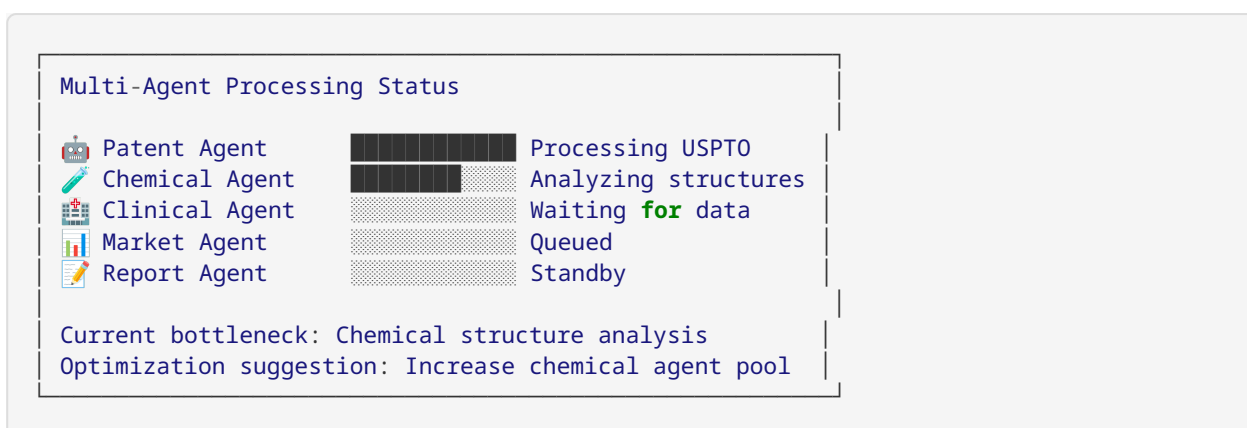 Multi-Agent Processing Status
🤖 Patent Agent ████████████ Processing USPTO
🧪 Chemical Agent ████████░░░░ Analyzing structures
🏥 Clinical Agent ░░░░░░░░░░░░ Waiting for data
📊 Market Agent ░░░░░░░░░░░░ Queued
📝 Report Agent ░░░░░░░░░░░░ Standby
Current bottleneck: Chemical structure analysis
Optimization suggestion: Increase chemical agent pool